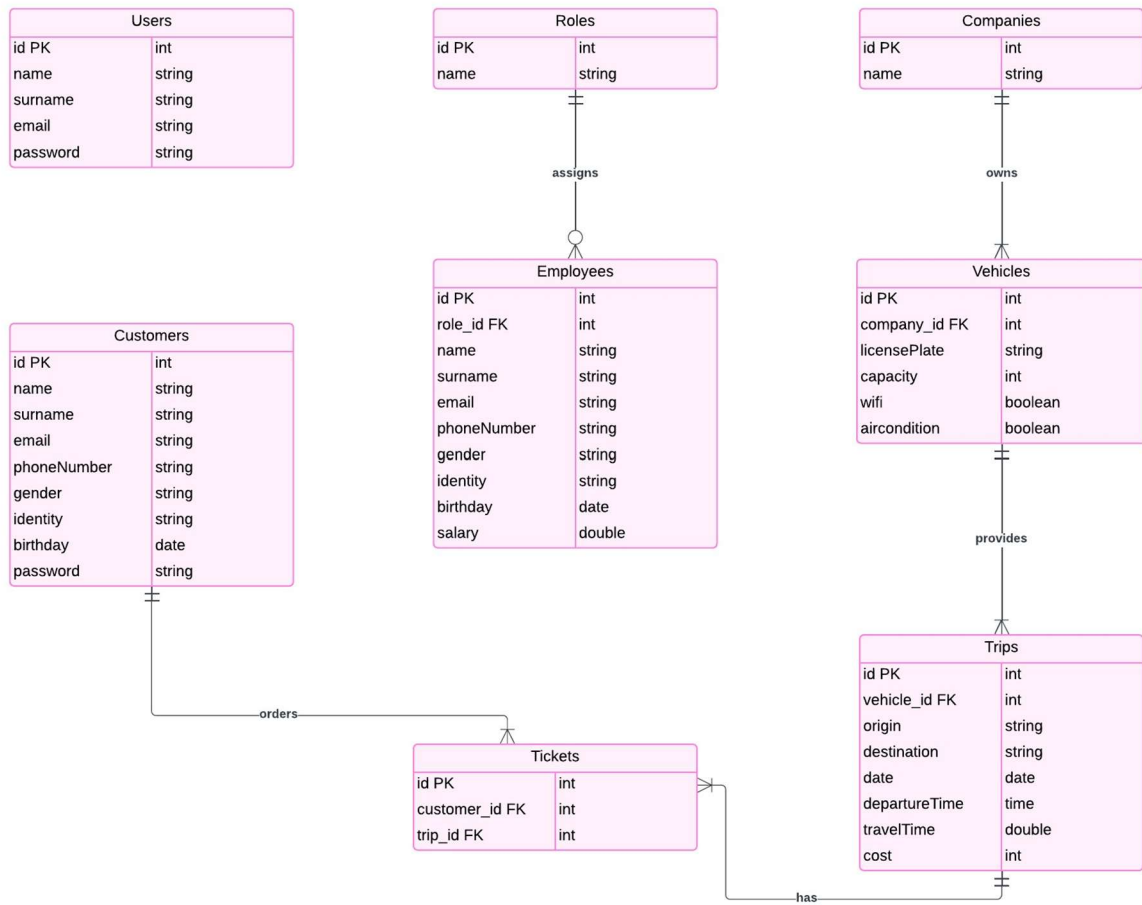 Users
id PK int
name string
surname string
email string
password string
Roles
id PK int
name string
Companies
id PK int
name string
assigns
owns
Employees
id PK int
role_id FK int
name string
surname string
email string
phoneNumber string
gender string
identity string
birthday date
salary double
Vehicles
id PK int
company_id FK int
licensePlate string
capacity int
wifi boolean
aircondition boolean
Customers
id PK int
name string
surname string
email string
phoneNumber string
gender string
identity string
birthday date
password string
provides
Trips
id PK int
vehicle_id FK int
origin string
destination string
date date
departureTime time
travelTime double
cost int
orders
Tickets
id PK int
customer_id FK int
trip_id FK int
has